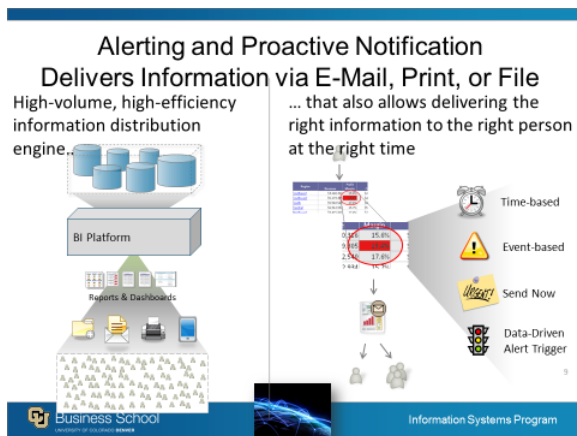 Alerting and Proactive Notification
Delivers Information via E-Mail, Print, or File
High-volume, high-efficiency
information distribution
engine..
… that also allows delivering the
right information to the right person
at the right time
BI Platform
Reports & Dashboards
15.6%
17.6%
Time-based
Event-based
URGENT!
Send Now
Data-Driven
Alert Trigger
9
Business School
UNIVERSITY OF COLORADO DENVER
Information Systems Program